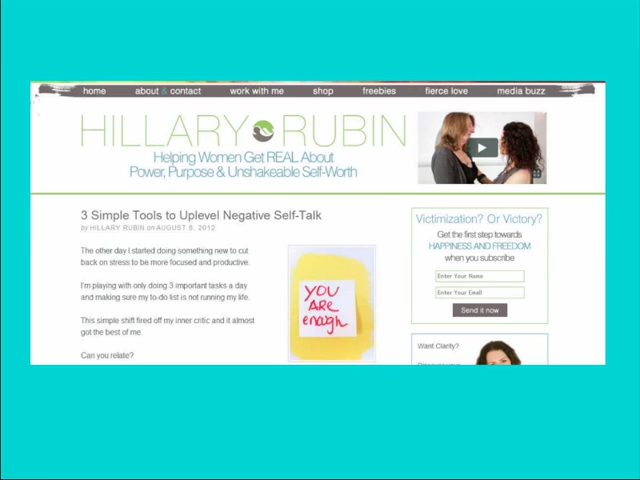 home about & contact work with me shop freebies fierce love media buzz
HILLARY RUBIN
Helping Women Get REAL About
Power, Purpose & Unshakeable Self-Worth
3 Simple Tools to Uplevel Negative Self-Talk
by HILLARY RUBIN on AUGUST 8, 2012
The other day I started doing something new to cut
back on stress to be more focused and productive.
I'm playing with only doing 3 important tasks a day
and making sure my to-do list is not running my life.
This simple shift fired off my inner critic and it almost
got the best of me.
Can you relate?
YOU
ARe
enough
Victimization? Or Victory?
Get the first step towards
HAPPINESS AND FREEDOM
when you subscribe
Enter Your Name
Enter Your Email
Send it now
Want Clarity?